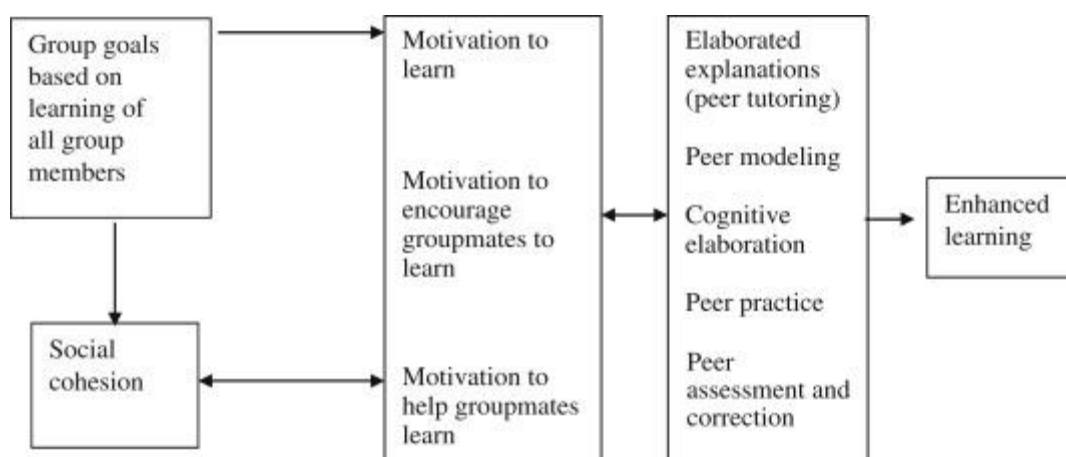 Group goals
based on
learning of
all group
members
Social
cohesion
Motivation to
learn
Motivation to
encourage
groupmates to
learn
Motivation to
help groupmates
learn
Elaborated
explanations
(peer tutoring)
Peer modeling
Cognitive
elaboration
Peer practice
Peer
assessment and
correction
Enhanced
learning